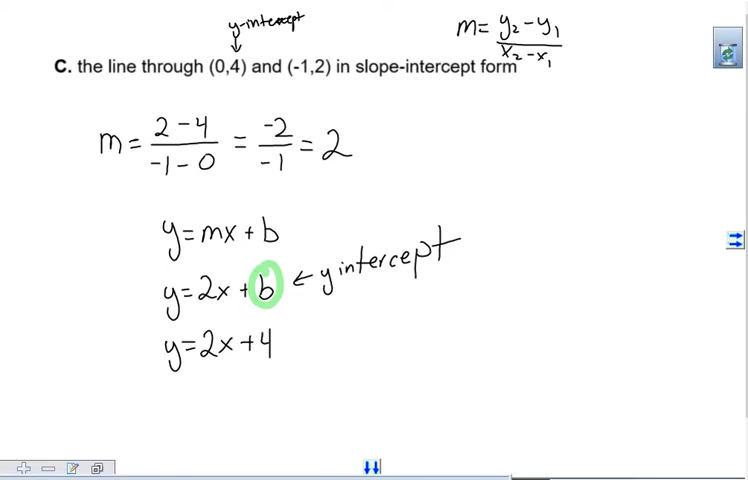 y-intercept
m = (y₂ - y₁)/(x₂ - x₁)
C. the line through (0,4) and (-1,2) in slope-intercept form
m = (2 - 4)/(-1 - 0) = -2/-1 = 2
y = mx + b
y = 2x + b ← y intercept
y = 2x + 4